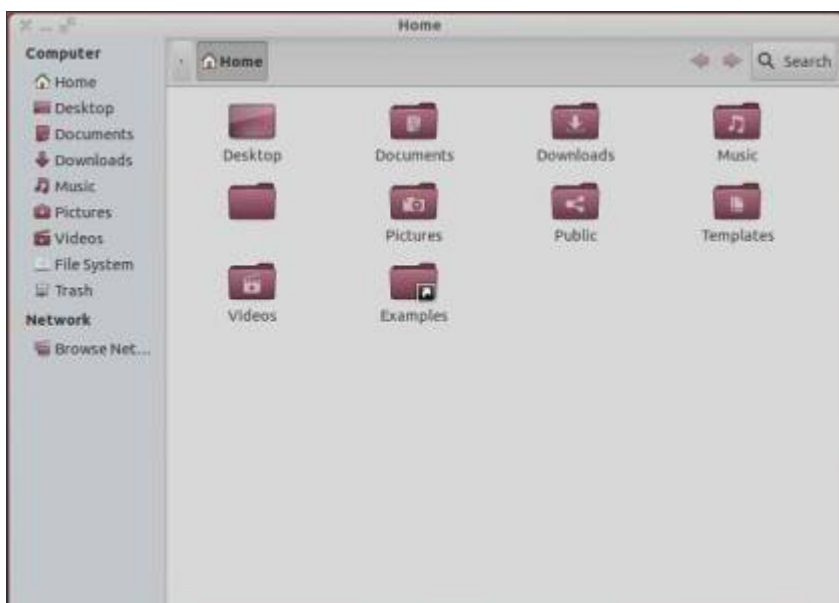 Home
Computer
Home
Desktop
Documents
Downloads
Music
Pictures
Videos
File System
Trash
Network
Browse Net...
Home
Search
Desktop
Documents
Downloads
Music
Pictures
Public
Templates
Videos
Examples